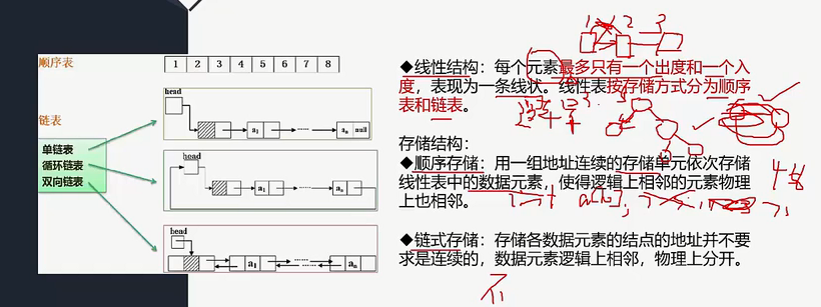 顺序表
1 2 3 4 5 6 7 8
链表
单链表
循环链表
双向链表
head
a₁
aₙ null
head
a₁
aₙ
head
a₁
aₙ
1 2 3
◆线性结构：每个元素最多只有一个出度和一个入
度，表现为一条线状。线性表按存储方式分为顺序
表和链表。
存储结构：
◆顺序存储：用一组地址连续的存储单元依次存储
线性表中的数据元素，使得逻辑上相邻的元素物理
上也相邻。
◆链式存储：存储各数据元素的结点的地址并不要
求是连续的，数据元素逻辑上相邻，物理上分开。